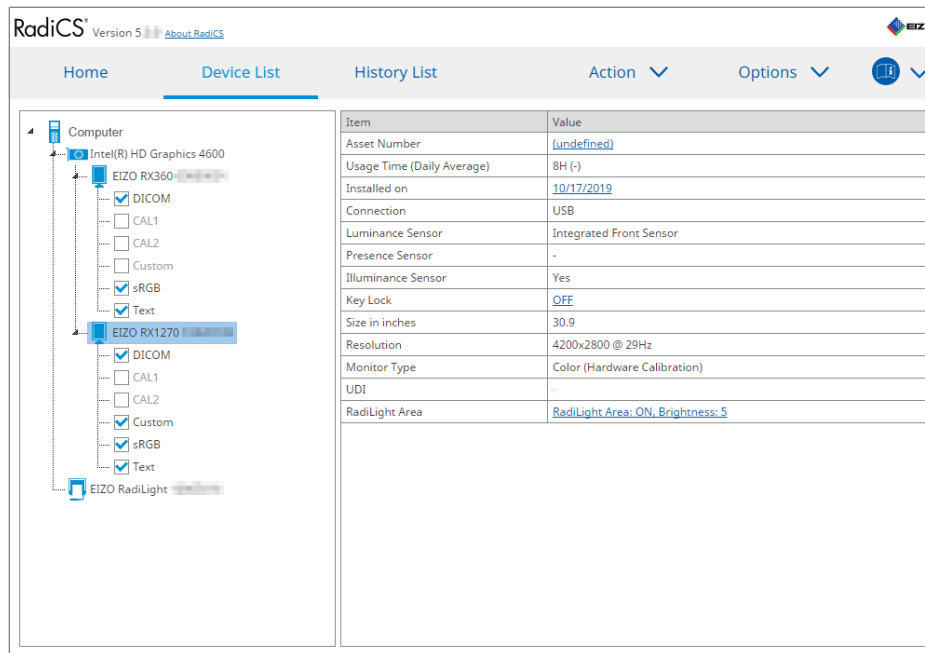 RadiCS® Version 5. About RadiCS EIZ
Home Device List History List Action Options
Computer
Intel(R) HD Graphics 4600
EIZO RX360
DICOM
CAL1
CAL2
Custom
sRGB
Text
EIZO RX1270
DICOM
CAL1
CAL2
Custom
sRGB
Text
EIZO RadiLight
Item Value
Asset Number (undefined)
Usage Time (Daily Average) 8H (-)
Installed on 10/17/2019
Connection USB
Luminance Sensor Integrated Front Sensor
Presence Sensor -
Illuminance Sensor Yes
Key Lock OFF
Size in inches 30.9
Resolution 4200x2800 @ 29Hz
Monitor Type Color (Hardware Calibration)
UDI
RadiLight Area RadiLight Area: ON, Brightness: 5